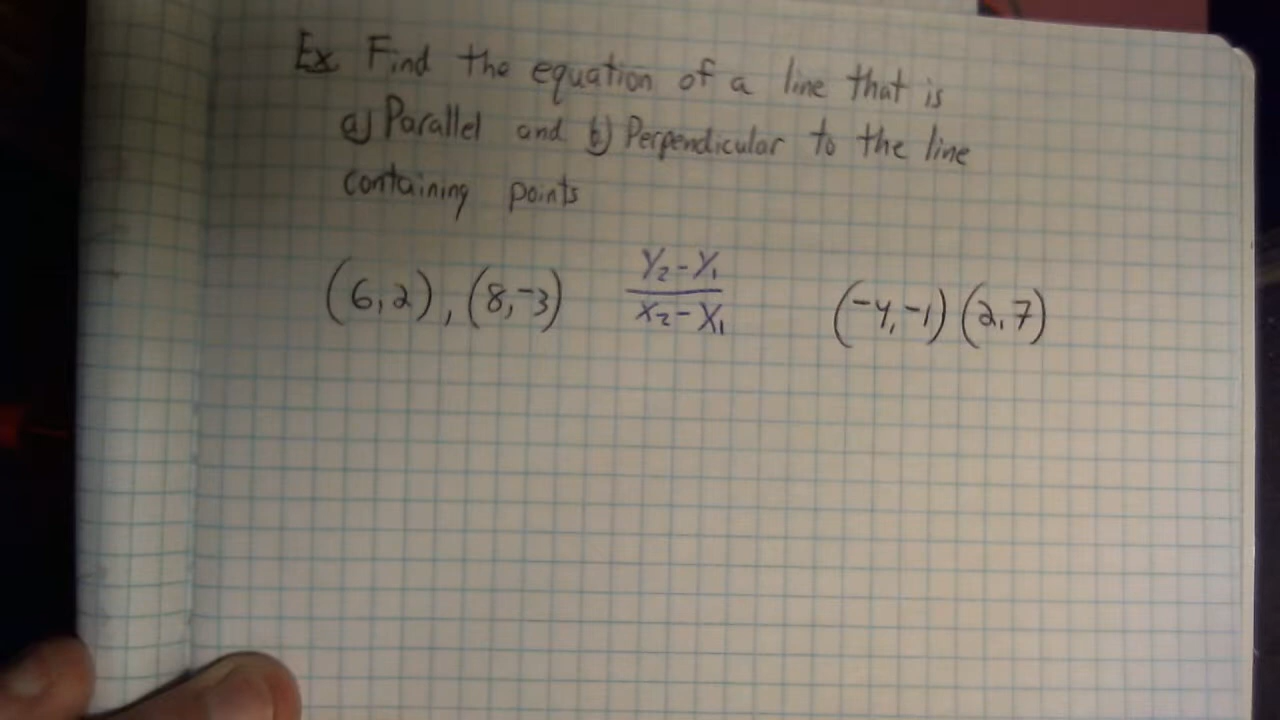 Ex Find the equation of a line that is
a) Parallel and b) Perpendicular to the line
containing points
(6,2), (8,-3) Y2-Y1 / X2-X1 (-4,-1) (2,7)